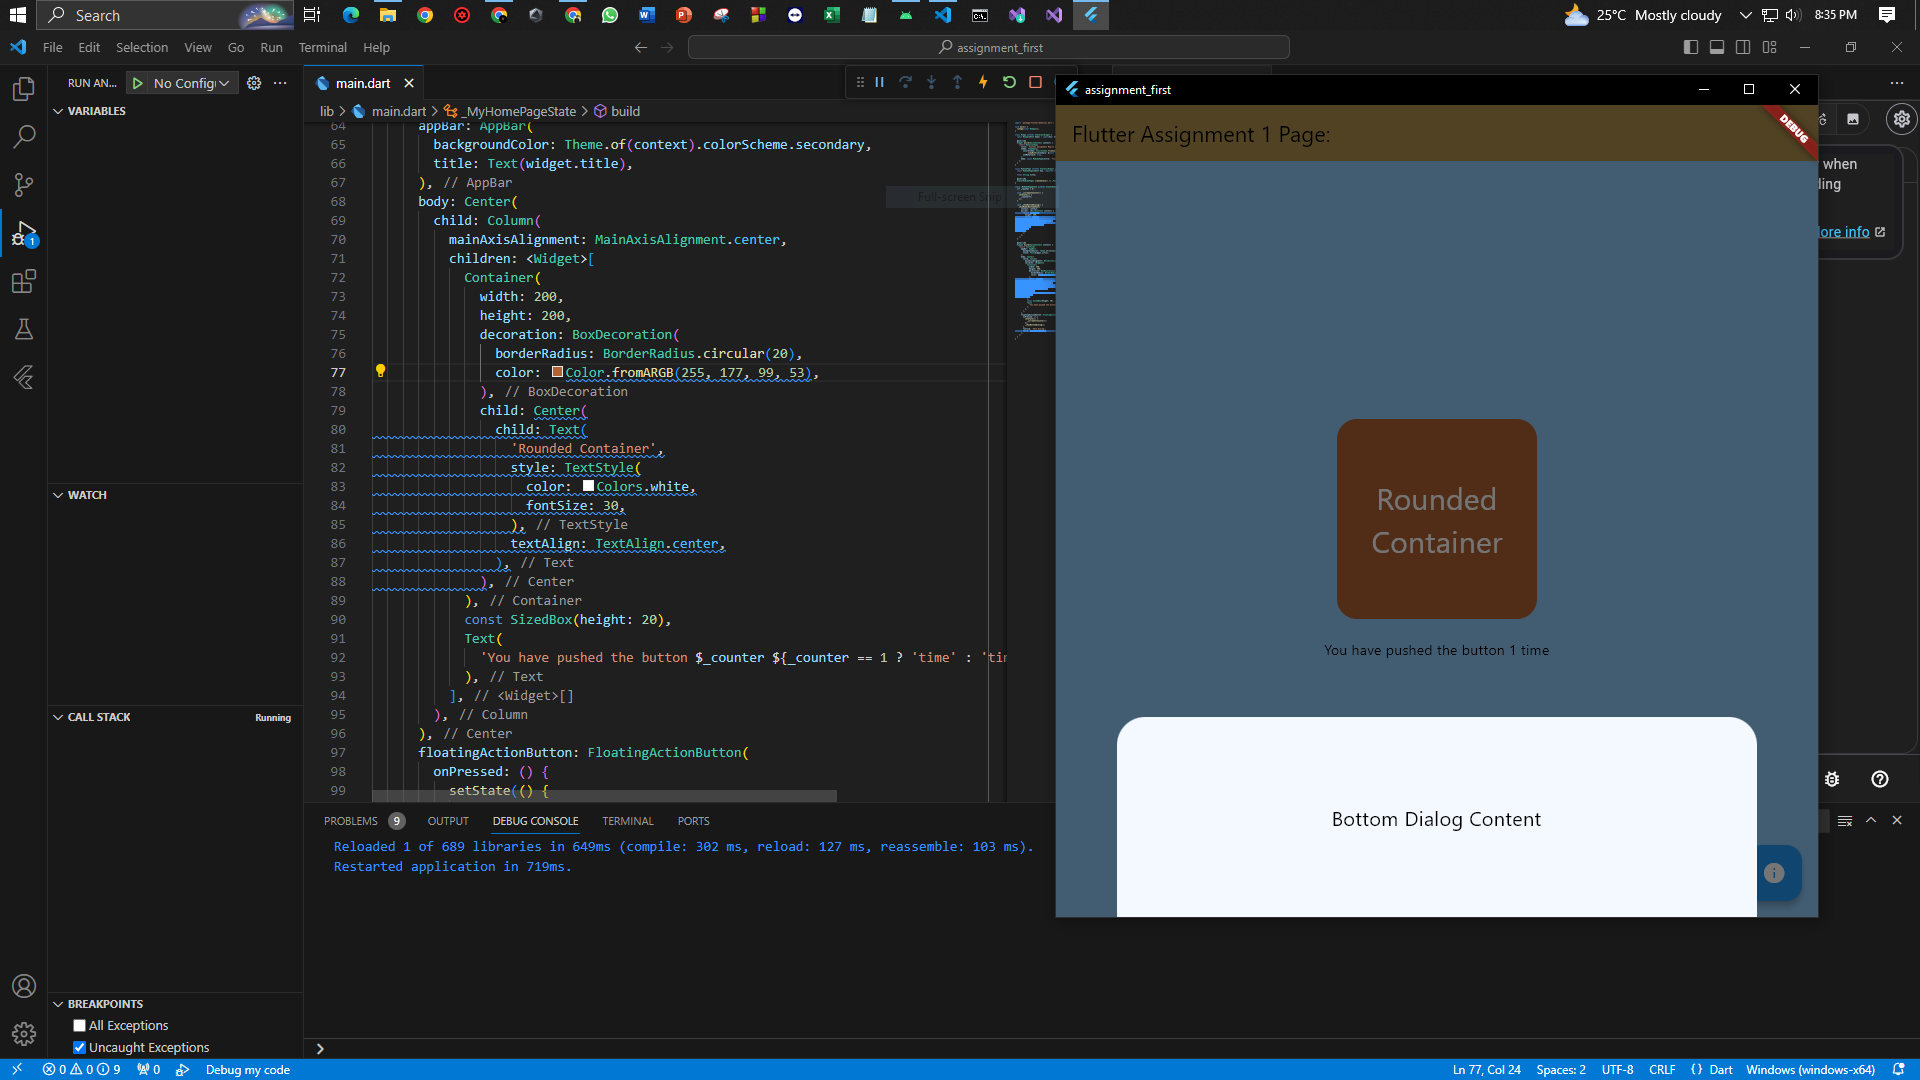 Search
25°C Mostly cloudy
8:35 PM
File Edit Selection View Go Run Terminal Help
assignment_first
RUN AN...
No Config
main.dart
lib > main.dart > _MyHomePageState > build
VARIABLES
WATCH
CALL STACK
Running
BREAKPOINTS
All Exceptions
Uncaught Exceptions
64 appBar: AppBar(
65 backgroundColor: Theme.of(context).colorScheme.secondary,
66 title: Text(widget.title),
67 ), // AppBar
68 body: Center(
69 child: Column(
70 mainAxisAlignment: MainAxisAlignment.center,
71 children: <Widget>[
72 Container(
73 width: 200,
74 height: 200,
75 decoration: BoxDecoration(
76 borderRadius: BorderRadius.circular(20),
77 color: Color.fromARGB(255, 177, 99, 53),
78 ), // BoxDecoration
79 child: Center(
80 child: Text(
81 'Rounded Container',
82 style: TextStyle(
83 color: Colors.white,
84 fontSize: 30,
85 ), // TextStyle
86 textAlign: TextAlign.center,
87 ), // Text
88 ), // Center
89 ), // Container
90 const SizedBox(height: 20),
91 Text(
92 'You have pushed the button $_counter ${_counter == 1 ? 'time' : 'tim
93 ), // Text
94 ], // <Widget>[]
95 ), // Column
96 ), // Center
97 floatingActionButton: FloatingActionButton(
98 onPressed: () {
99 setState(() {
Full-screen Snip
PROBLEMS 9 OUTPUT DEBUG CONSOLE TERMINAL PORTS
Reloaded 1 of 689 libraries in 649ms (compile: 302 ms, reload: 127 ms, reassemble: 103 ms).
Restarted application in 719ms.
assignment_first
Flutter Assignment 1 Page:
DEBUG
Rounded
Container
You have pushed the button 1 time
Bottom Dialog Content
when
ding
ore info
1
0 0 9 0 Debug my code
Ln 77, Col 24 Spaces: 2 UTF-8 CRLF {} Dart Windows (windows-x64)